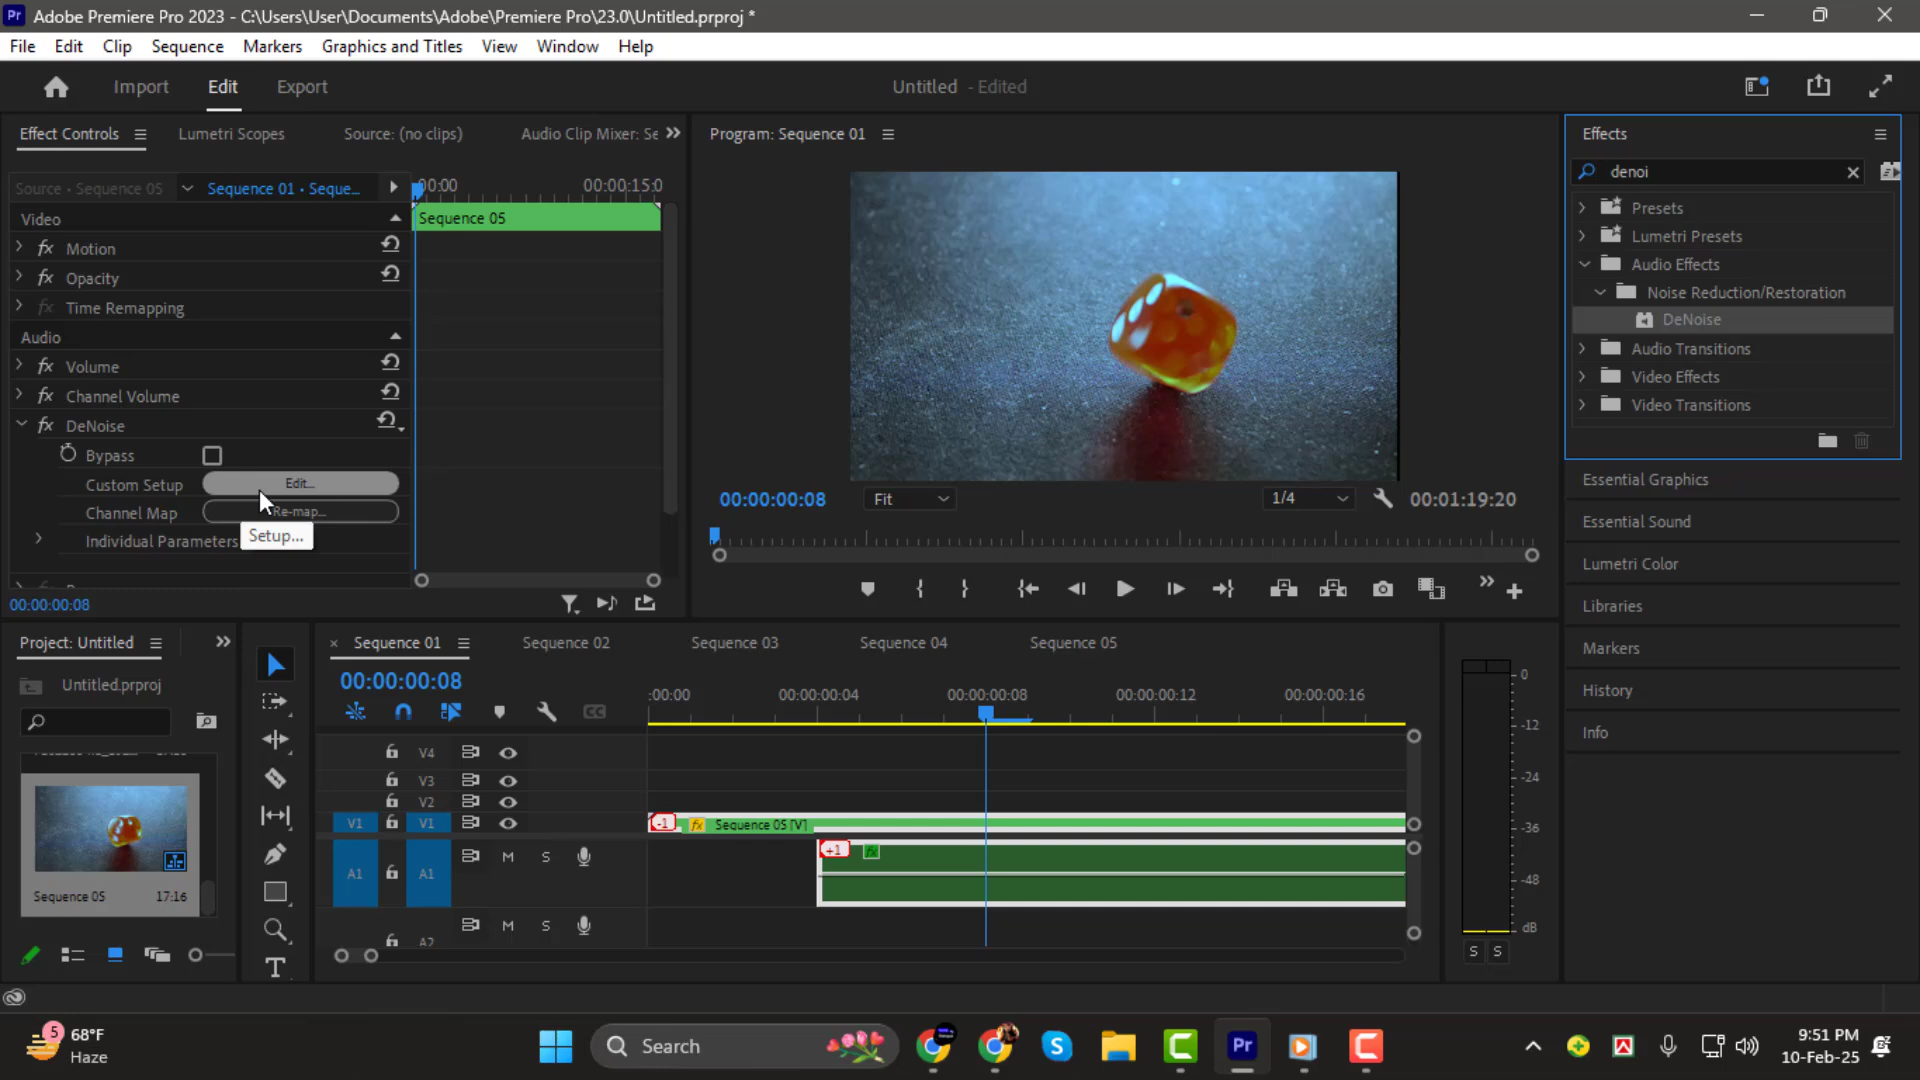 Adobe Premiere Pro 2023 - C:\Users\User\Documents\Adobe\Premiere Pro\23.0\Untitled.prproj *
File Edit Clip Sequence Markers Graphics and Titles View Window Help
Import Edit Export
Untitled - Edited
Effect Controls Lumetri Scopes Source: (no clips) Audio Clip Mixer: Se
Source • Sequence 05 Sequence 01 • Seque...
:00:00 00:00:15:0
Sequence 05
Video
fx Motion
fx Opacity
fx Time Remapping
Audio
fx Volume
fx Channel Volume
fx DeNoise
Bypass
Custom Setup Edit...
Channel Map Re-map...
Setup...
Individual Parameters
00:00:00:08
Program: Sequence 01
00:00:00:08 Fit 1/4 00:01:19:20
Effects
denoi
Presets
Lumetri Presets
Audio Effects
Noise Reduction/Restoration
DeNoise
Audio Transitions
Video Effects
Video Transitions
Essential Graphics
Essential Sound
Lumetri Color
Libraries
Markers
History
Info
Project: Untitled
Untitled.prproj
Sequence 05 17:16
Sequence 01 Sequence 02 Sequence 03 Sequence 04 Sequence 05
00:00:00:08
:00:00 00:00:00:04 00:00:00:08 00:00:00:12 00:00:00:16
V4
V3
V2
V1 V1 -1 fx Sequence 05 [V]
A1 A1 M S +1 fx
A2 M S
0
-12
-24
-36
-48
dB
S S
5 68°F
Haze
Search
9:51 PM
10-Feb-25